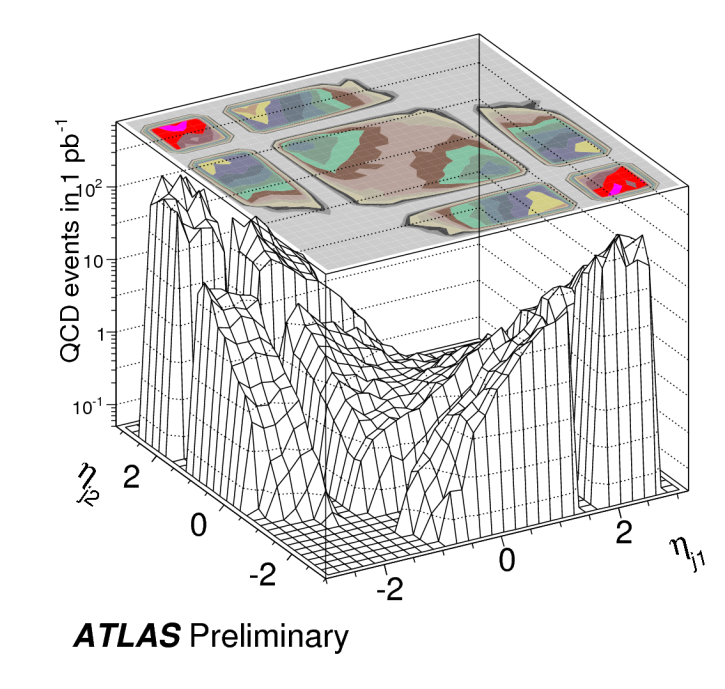 QCD events in 1 pb⁻¹
10²
10
1
10⁻¹
η_j2
2
0
-2
-2
0
2
η_j1
ATLAS Preliminary